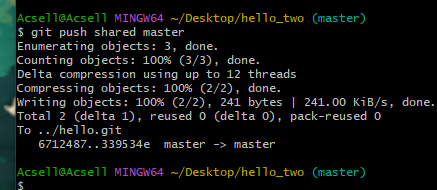 Acsell@Acsell MINGW64 ~/Desktop/hello_two (master)
$ git push shared master
Enumerating objects: 3, done.
Counting objects: 100% (3/3), done.
Delta compression using up to 12 threads
Compressing objects: 100% (2/2), done.
Writing objects: 100% (2/2), 241 bytes | 241.00 KiB/s, done.
Total 2 (delta 1), reused 0 (delta 0), pack-reused 0
To ../hello.git
   6712487..339534e  master -> master
Acsell@Acsell MINGW64 ~/Desktop/hello_two (master)
$